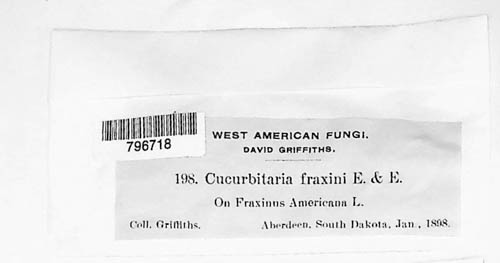 WEST AMERICAN FUNGI.
DAVID GRIFFITHS.
796718
198. Cucurbitaria fraxini E. & E.
On Fraxinus Americana L.
Coll. Griffiths. Aberdeen, South Dakota, Jan., 1898.